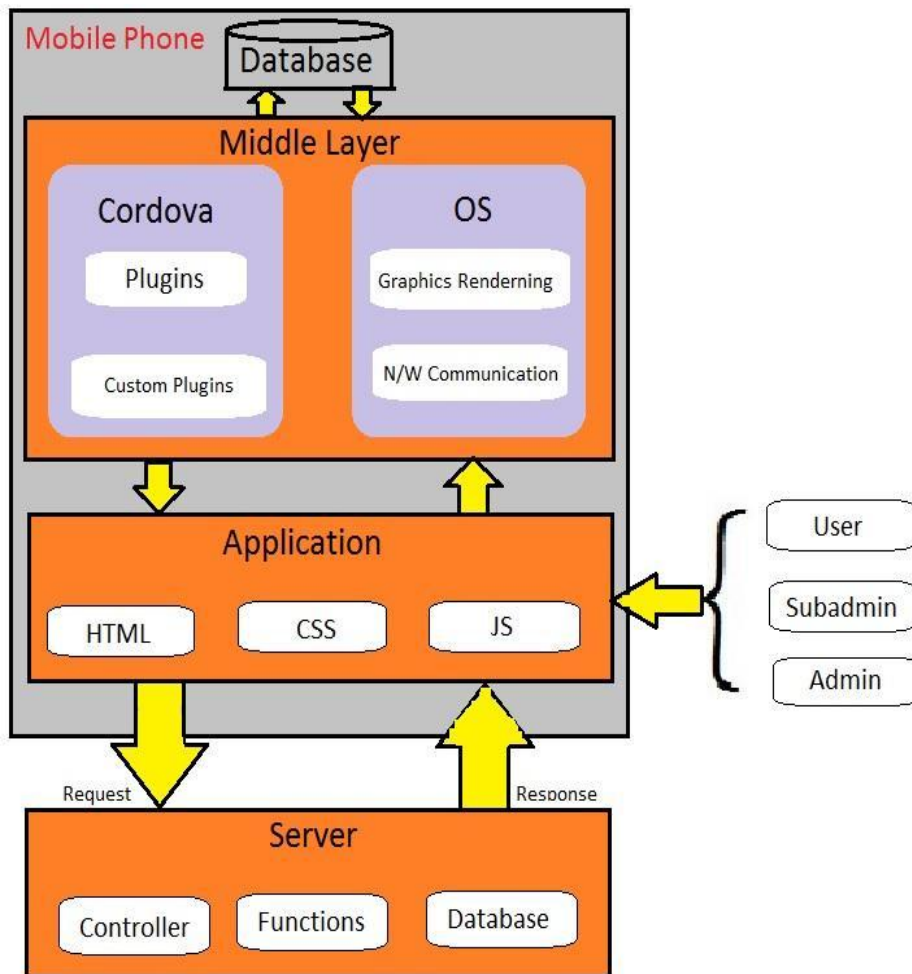 Mobile Phone
Database
Middle Layer
Cordova
OS
Plugins
Graphics Renderning
Custom Plugins
N/W Communication
Application
User
HTML
CSS
JS
Subadmin
Admin
Request
Response
Server
Controller
Functions
Database